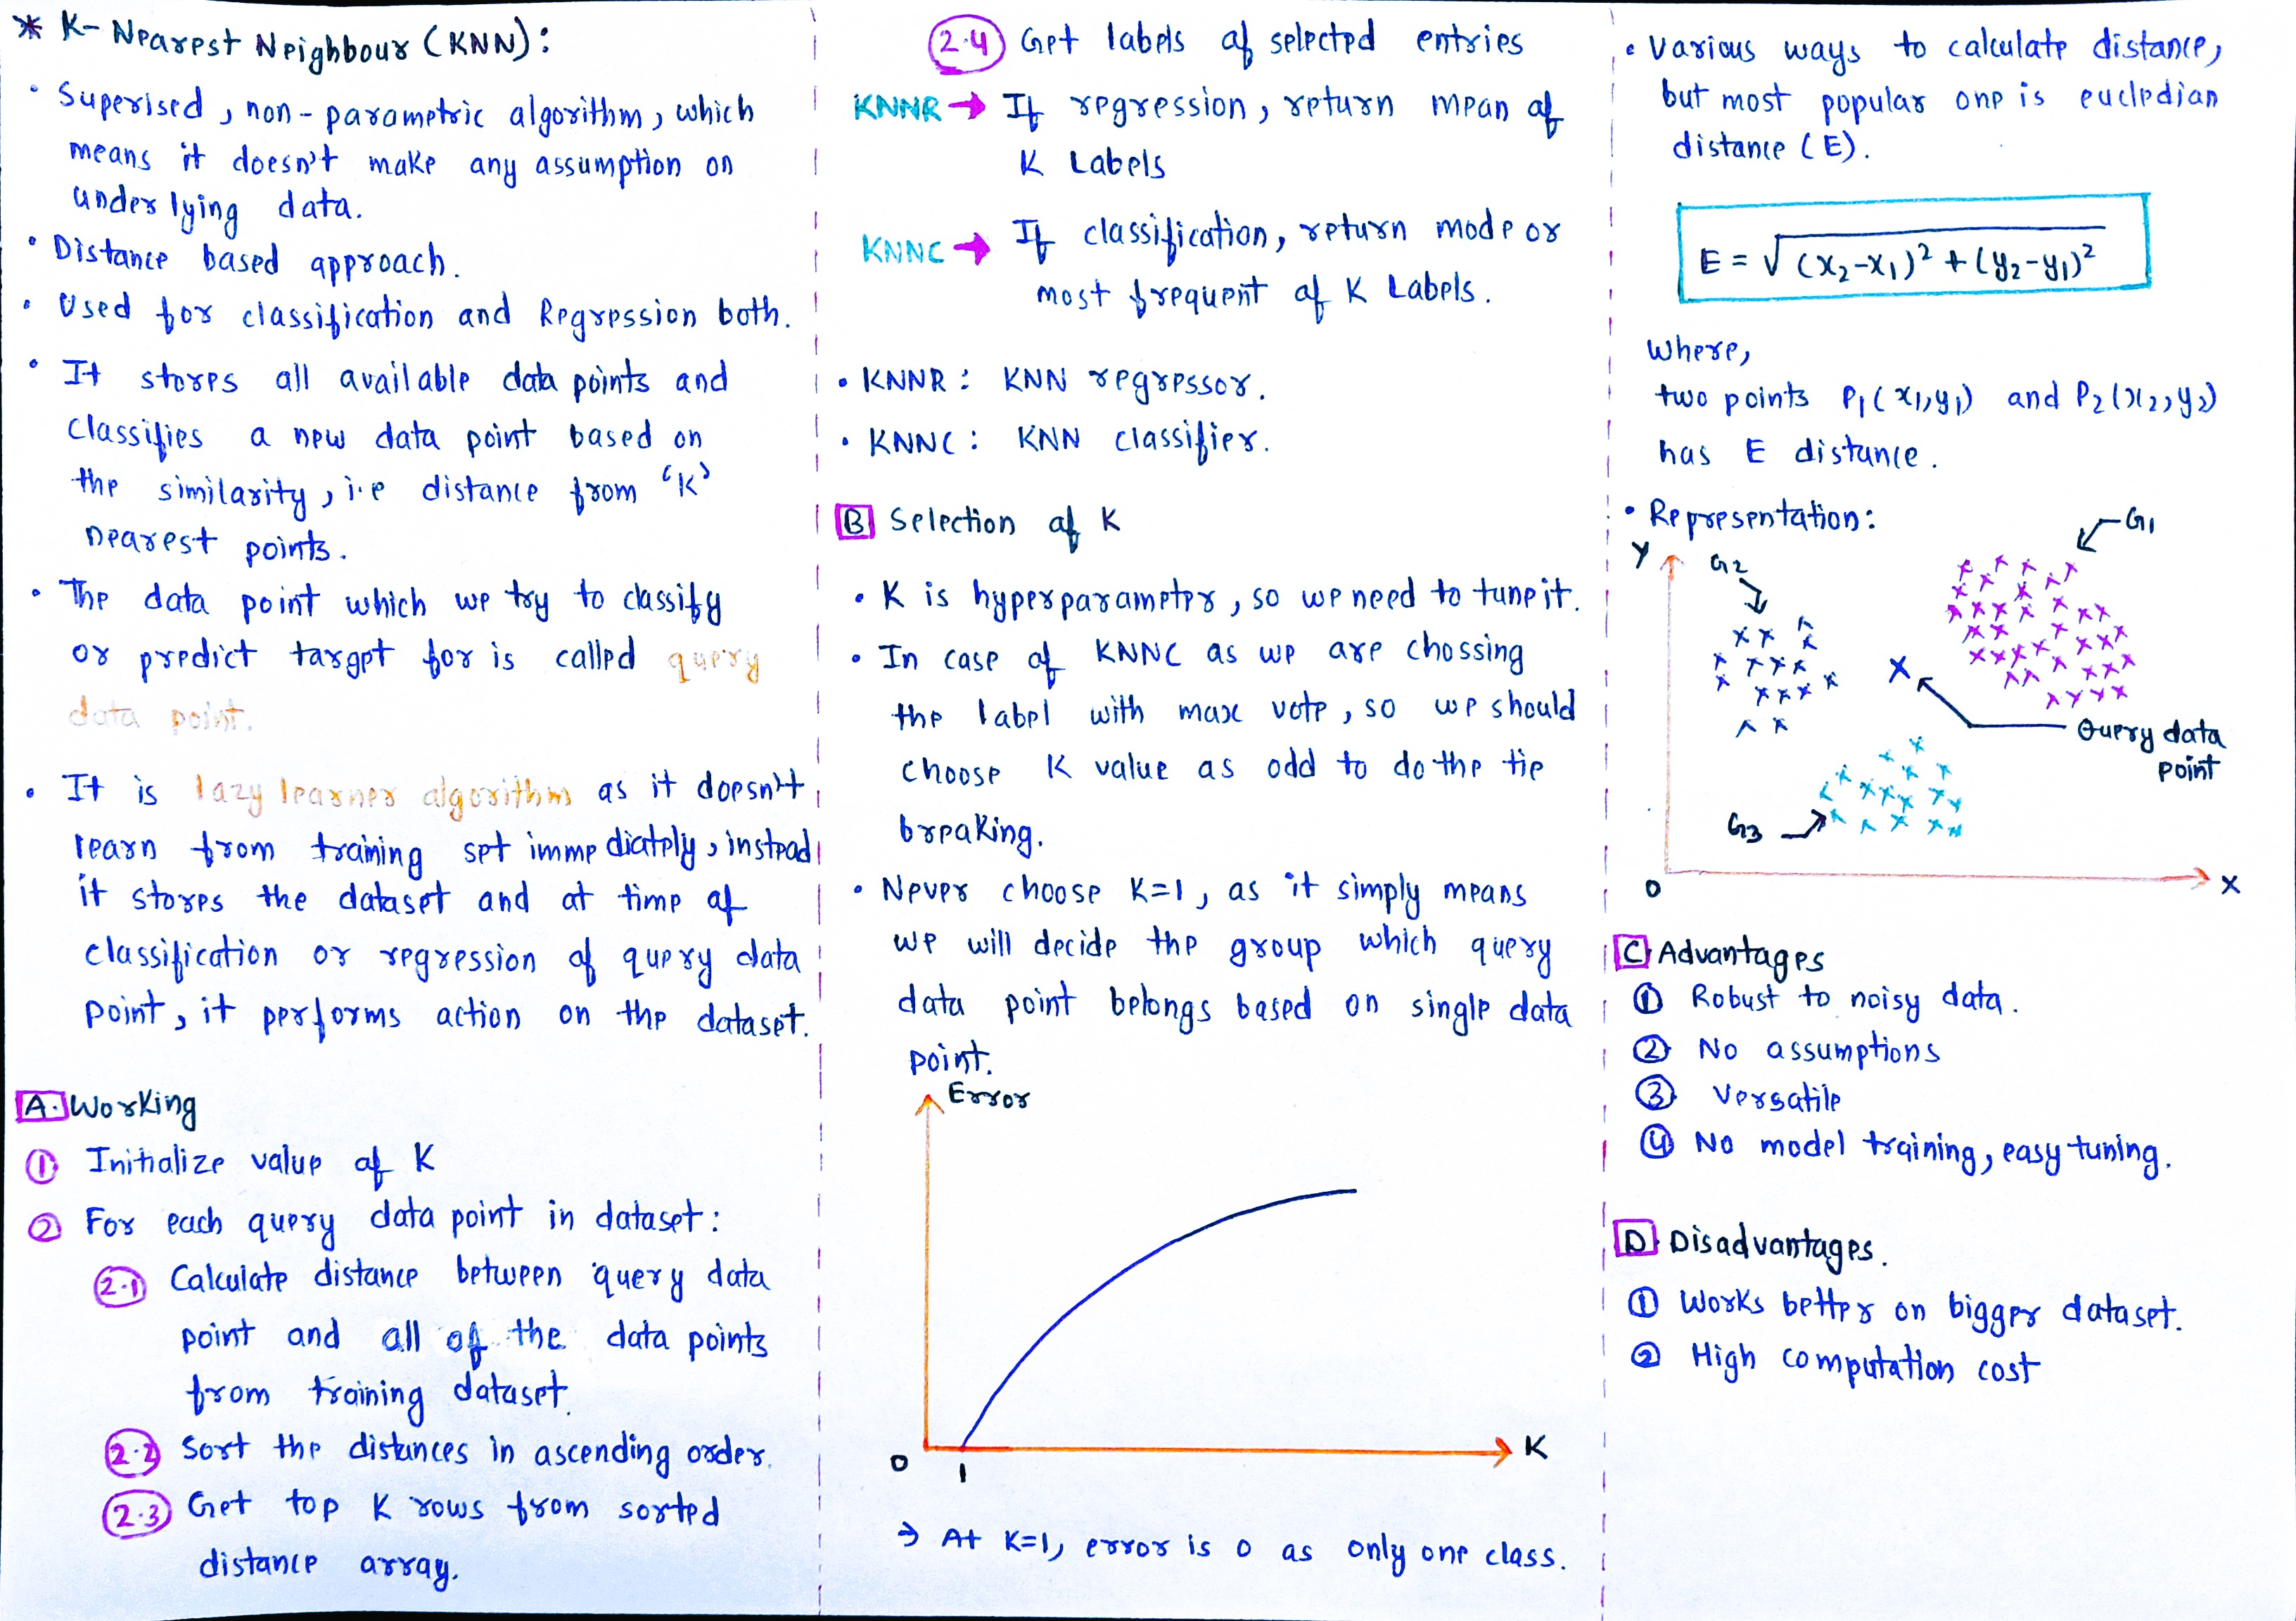 * K-Nearest Neighbour (KNN):
• Superised, non-parametric algorithm, which
means it doesn't make any assumption on
underlying data.
• Distance based approach.
• Used for classification and Regression both.
• It stores all available data points and
classifies a new data point based on
the similarity, i.e distance from 'K'
nearest points.
• The data point which we try to classify
or predict target for is called query
data point.
• It is lazy learner algorithm as it doesn't
learn from training set immediately, instead
it stores the dataset and at time of
classification or regression of query data
point, it performs action on the dataset.
A. Working
① Initialize value of K
② For each query data point in dataset:
2.1 Calculate distance between query data
point and all of the data points
from training dataset.
2.2 Sort the distances in ascending order.
2.3 Get top K rows from sorted
distance array.
2.4 Get labels of selected entries
KNNR → If regression, return mean of
K Labels
KNNC → If classification, return mode or
most frequent of K Labels.
• KNNR: KNN regressor.
• KNNC: KNN classifier.
B Selection of K
• K is hyperparameter, so we need to tune it.
• In case of KNNC as we are chossing
the label with max vote, so we should
choose K value as odd to do the tie
breaking.
• Never choose K=1, as it simply means
we will decide the group which query
data point belongs based on single data
point.
Error
0 1 K
→ At K=1, error is 0 as only one class.
• Various ways to calculate distance,
but most popular one is eucledian
distance (E).
E = √(x₂-x₁)² + (y₂-y₁)²
where,
two points P₁(x₁,y₁) and P₂(x₂,y₂)
has E distance.
• Representation:
G1
Y G2
X
Query data
point
G3
0 X
C Advantages
① Robust to noisy data.
② No assumptions
③ Versatile
④ No model training, easy tuning.
D Disadvantages.
① Works better on bigger dataset.
② High computation cost